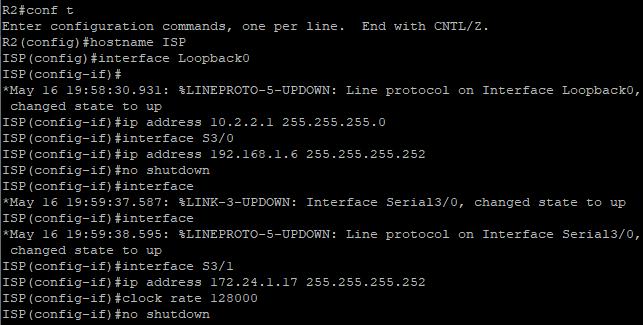 R2#conf t
Enter configuration commands, one per line.  End with CNTL/Z.
R2(config)#hostname ISP
ISP(config)#interface Loopback0
ISP(config-if)#
*May 16 19:58:30.931: %LINEPROTO-5-UPDOWN: Line protocol on Interface Loopback0,
 changed state to up
ISP(config-if)#ip address 10.2.2.1 255.255.255.0
ISP(config-if)#interface S3/0
ISP(config-if)#ip address 192.168.1.6 255.255.255.252
ISP(config-if)#no shutdown
ISP(config-if)#interface
*May 16 19:59:37.587: %LINK-3-UPDOWN: Interface Serial3/0, changed state to up
ISP(config-if)#interface
*May 16 19:59:38.595: %LINEPROTO-5-UPDOWN: Line protocol on Interface Serial3/0,
 changed state to up
ISP(config-if)#interface S3/1
ISP(config-if)#ip address 172.24.1.17 255.255.255.252
ISP(config-if)#clock rate 128000
ISP(config-if)#no shutdown